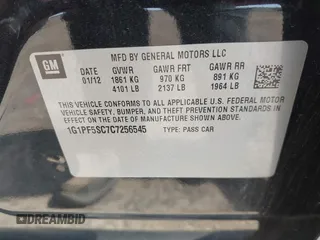 GM
MFD BY GENERAL MOTORS LLC
DATE GVWR GAWR FRT GAWR RR
01/12 1861 KG 970 KG 891 KG
4101 LB 2137 LB 1964 LB
THIS VEHICLE CONFORMS TO ALL APPLICABLE U.S. FEDERAL MOTOR
VEHICLE SAFETY, BUMPER, AND THEFT PREVENTION STANDARDS
IN EFFECT ON THE DATE OF MANUFACTURE SHOWN ABOVE.
1G1PF5SC7C7256545 TYPE: PASS CAR
DREAMBID